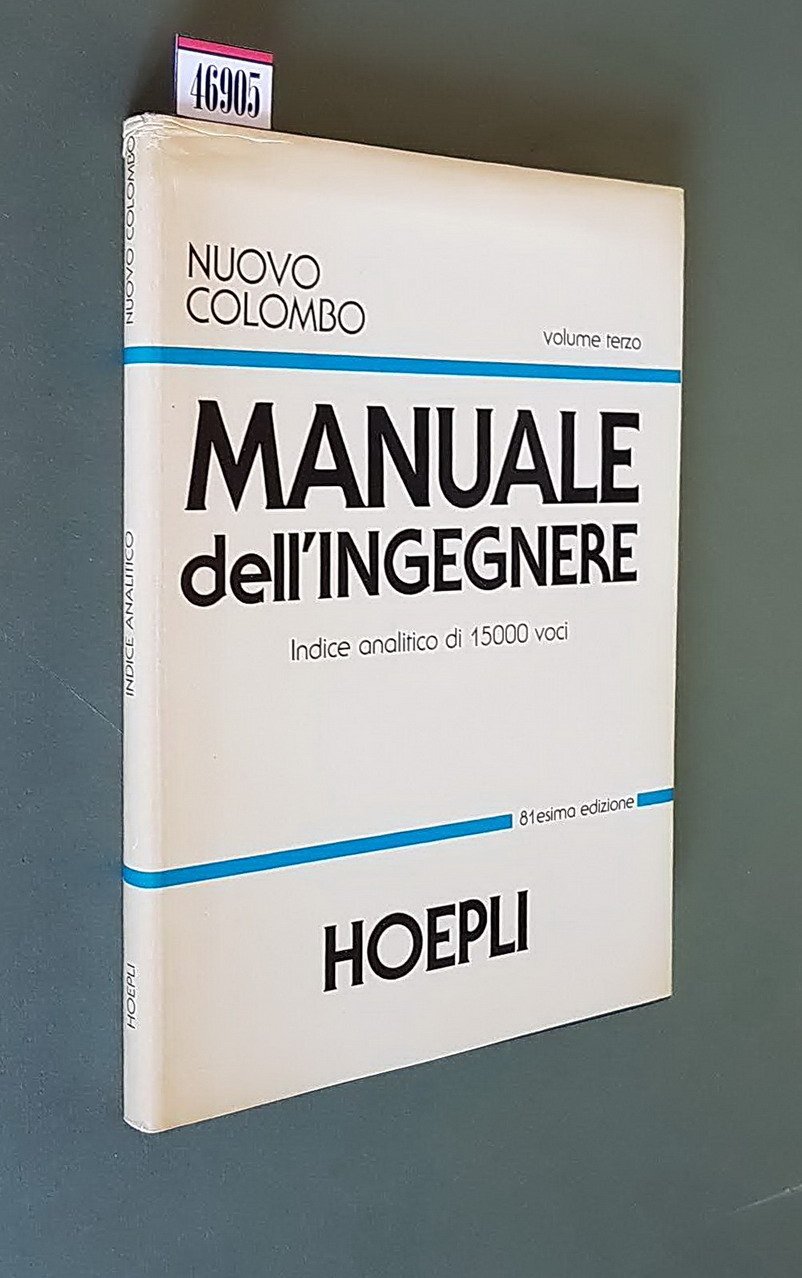 46905
NUOVO
COLOMBO
volume terzo
MANUALE
dell'INGEGNERE
Indice analitico di 15000 voci
81esima edizione
HOEPLI
NUOVO COLOMBO
INDICE ANALITICO
HOEPLI